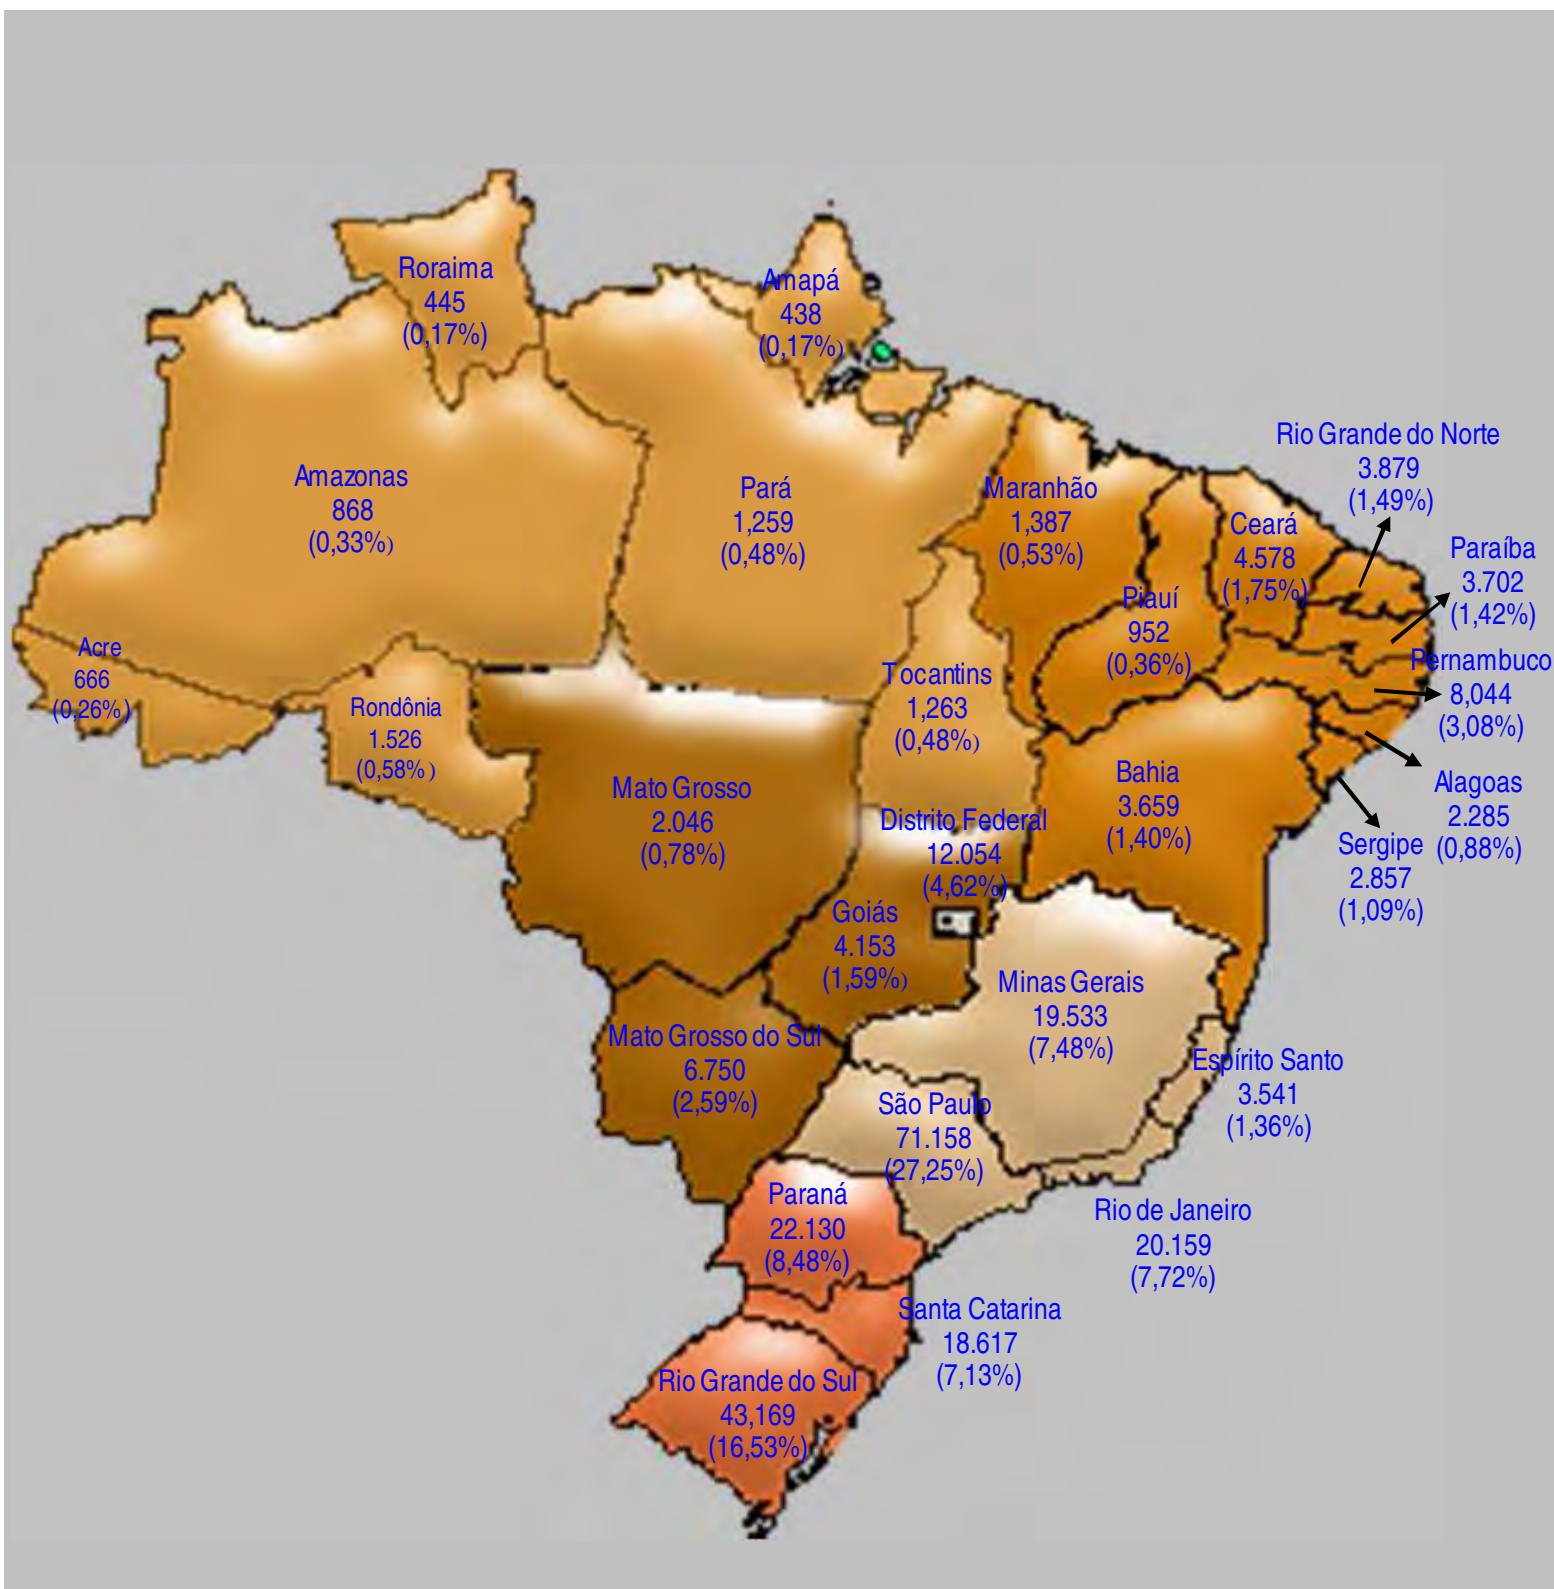 Roraima
445
(0,17%)
Amapá
438
(0,17%)
Rio Grande do Norte
3.879
(1,49%)
Amazonas
868
(0,33%)
Pará
1,259
(0,48%)
Maranhão
1,387
(0,53%)
Ceará
4.578
(1,75%)
Paraíba
3.702
(1,42%)
Piauí
952
(0,36%)
Acre
666
(0,26%)
Rondônia
1.526
(0,58%)
Tocantins
1,263
(0,48%)
Pernambuco
8,044
(3,08%)
Mato Grosso
2.046
(0,78%)
Bahia
3.659
(1,40%)
Alagoas
2.285
(0,88%)
Distrito Federal
12.054
(4,62%)
Sergipe
2.857
(1,09%)
Goiás
4.153
(1,59%)
Minas Gerais
19.533
(7,48%)
Mato Grosso do Sul
6.750
(2,59%)
Espírito Santo
3.541
(1,36%)
São Paulo
71.158
(27,25%)
Paraná
22.130
(8,48%)
Rio de Janeiro
20.159
(7,72%)
Santa Catarina
18.617
(7,13%)
Rio Grande do Sul
43,169
(16,53%)